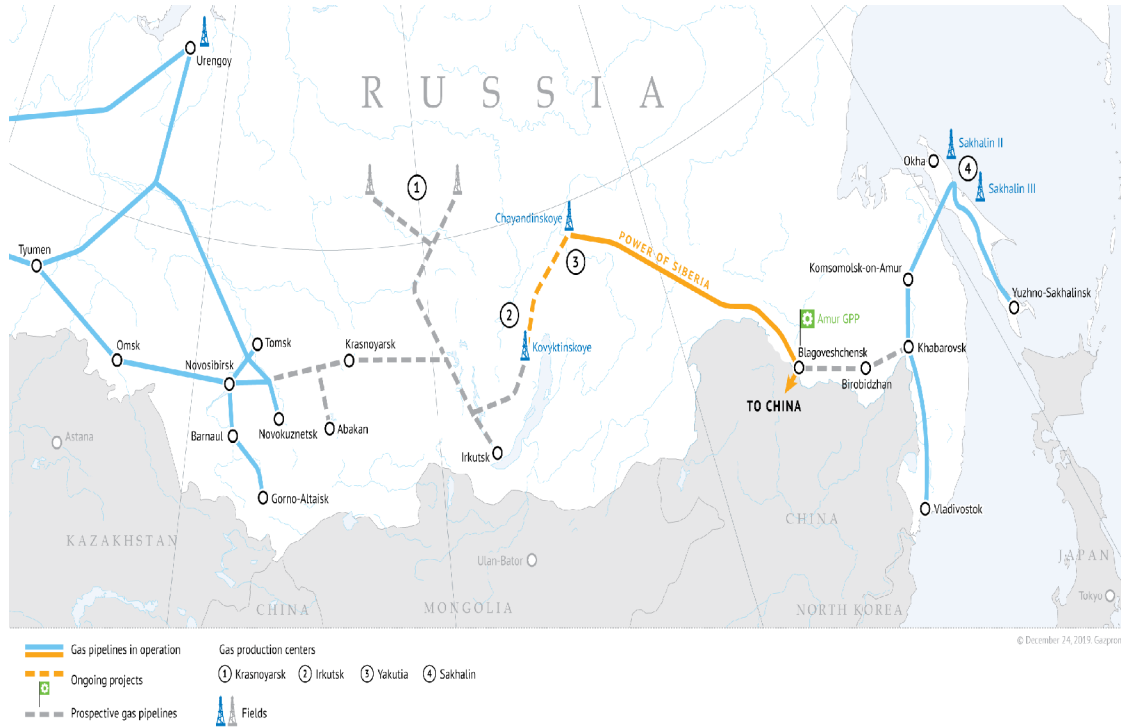 Urengoy
RUSSIA
Okha
Sakhalin II
4
Sakhalin III
1
Chayandinskoye
Tyumen
3
POWER OF SIBERIA
Komsomolsk-on-Amur
Yuzhno-Sakhalinsk
2
Amur GPP
Kovyktinskoye
Omsk
Tomsk
Krasnoyarsk
Blagoveshchensk
Khabarovsk
Novosibirsk
Birobidzhan
TO CHINA
Astana
Barnaul
Novokuznetsk
Abakan
Irkutsk
Gorno-Altaisk
Vladivostok
CHINA
KAZAKHSTAN
Ulan-Bator
JAPAN
CHINA
MONGOLIA
NORTH KOREA
Tokyo
© December 24, 2019. Gazprom
Gas pipelines in operation
Gas production centers
Ongoing projects
1 Krasnoyarsk 2 Irkutsk 3 Yakutia 4 Sakhalin
Prospective gas pipelines
Fields